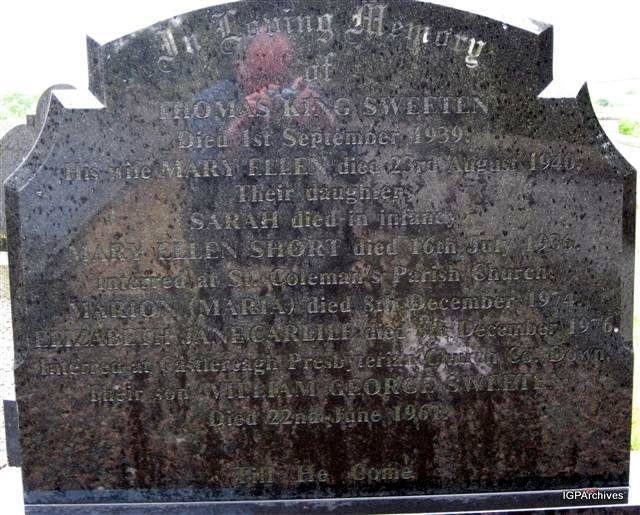 In Loving Memory
of
THOMAS KING SWEETEN
Died 1st September 1939.
His wife MARY ELLEN died 23rd August 1940.
Their daughters
SARAH died in infancy.
MARY ELLEN SHORT died 16th July
Interred at St. Coleman's Parish Church.
MARION (MARIA) died 8th December 1974.
ELIZABETH JANE CARLILE died December 1976
Interred at Castlereagh Presbyterian Church Co. Down
Their son WILLIAM GEORGE SWEETEN
Died 22nd June 1961.
Till He Come
IGPArchives